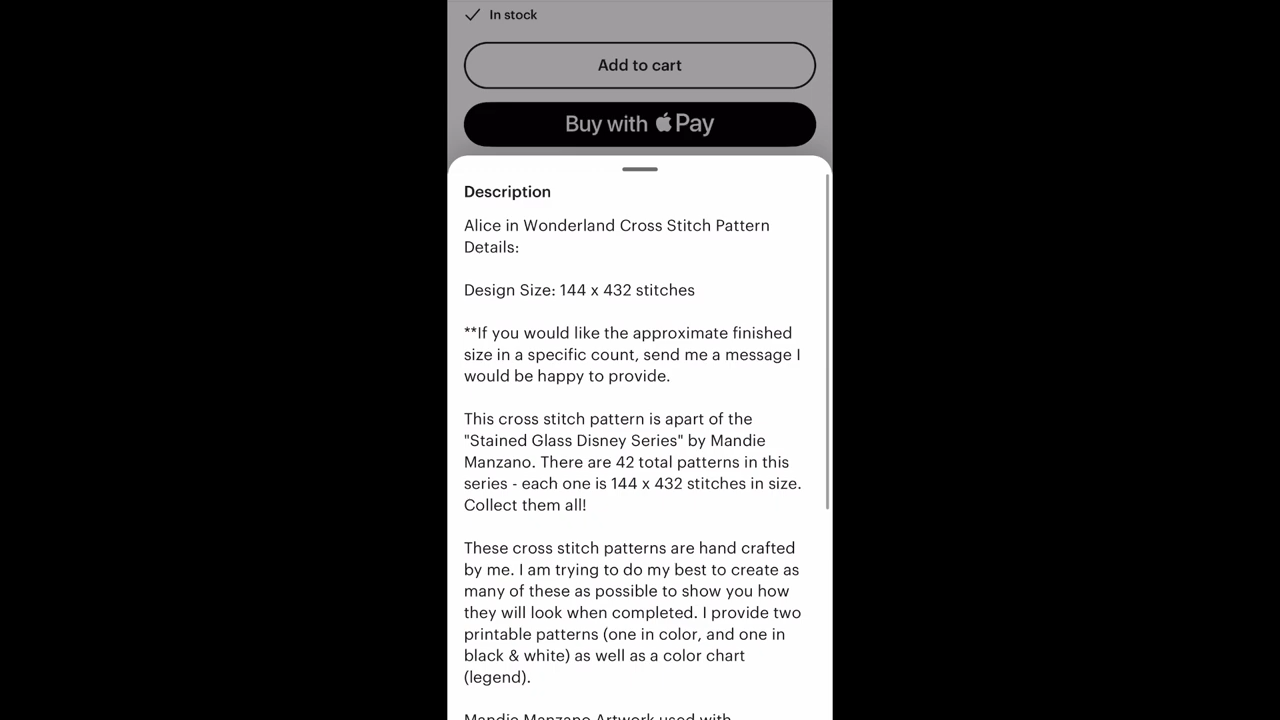 In stock
Add to cart
Buy with Pay
Description
Alice in Wonderland Cross Stitch Pattern
Details:
Design Size: 144 x 432 stitches
**If you would like the approximate finished
size in a specific count, send me a message I
would be happy to provide.
This cross stitch pattern is apart of the
"Stained Glass Disney Series" by Mandie
Manzano. There are 42 total patterns in this
series - each one is 144 x 432 stitches in size.
Collect them all!
These cross stitch patterns are hand crafted
by me. I am trying to do my best to create as
many of these as possible to show you how
they will look when completed. I provide two
printable patterns (one in color, and one in
black & white) as well as a color chart
(legend).
Mandie Manzano Artwork used with